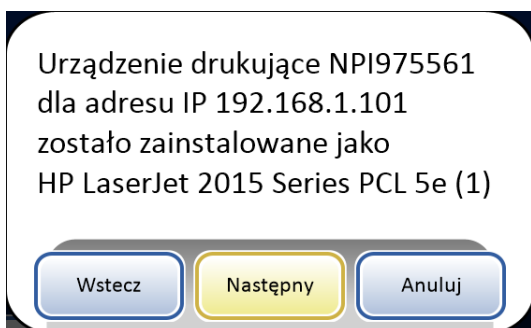 Urządzenie drukujące NPI975561
dla adresu IP 192.168.1.101
zostało zainstalowane jako
HP LaserJet 2015 Series PCL 5e (1)
Wstecz Następny Anuluj